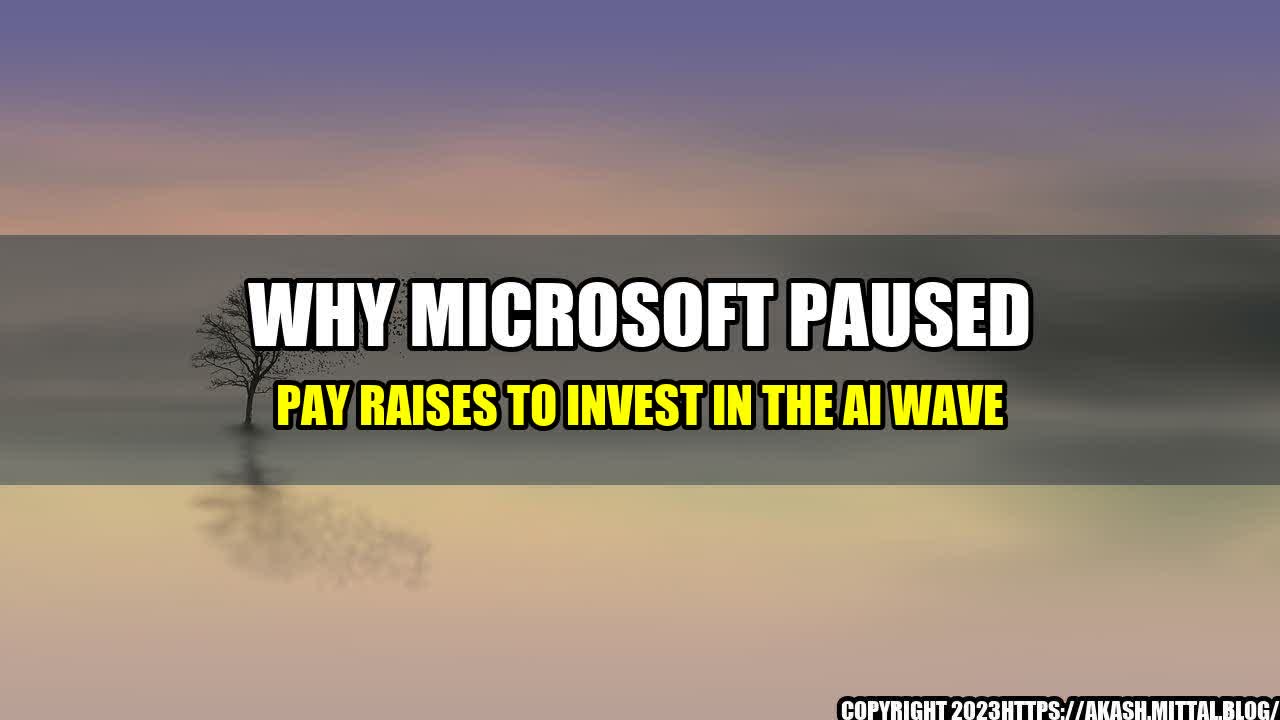 WHY MICROSOFT PAUSED
PAY RAISES TO INVEST IN THE AI WAVE
COPYRIGHT 2023HTTPS://AKASH.MITTAL.BLOG/